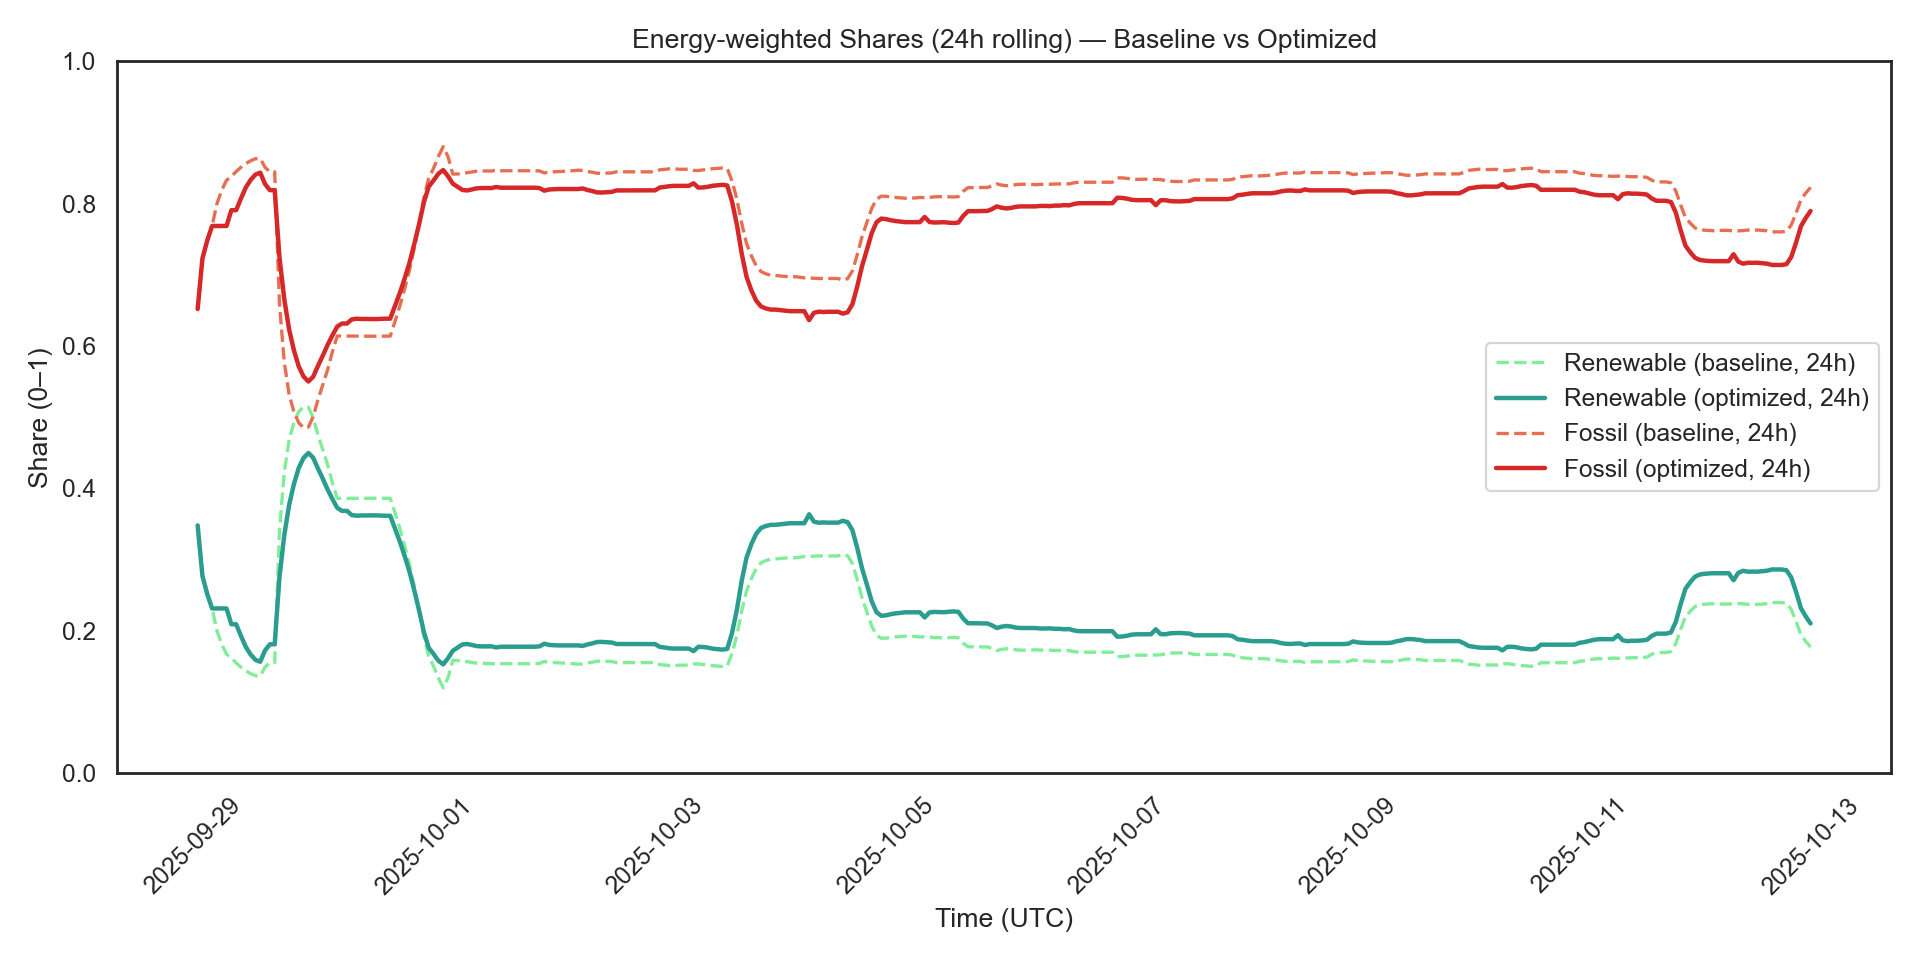 Energy-weighted Shares (24h rolling) — Baseline vs Optimized
1.0
0.8
0.6
0.4
0.2
0.0
Share (0–1)
Renewable (baseline, 24h)
Renewable (optimized, 24h)
Fossil (baseline, 24h)
Fossil (optimized, 24h)
2025-09-29
2025-10-01
2025-10-03
2025-10-05
2025-10-07
2025-10-09
2025-10-11
2025-10-13
Time (UTC)